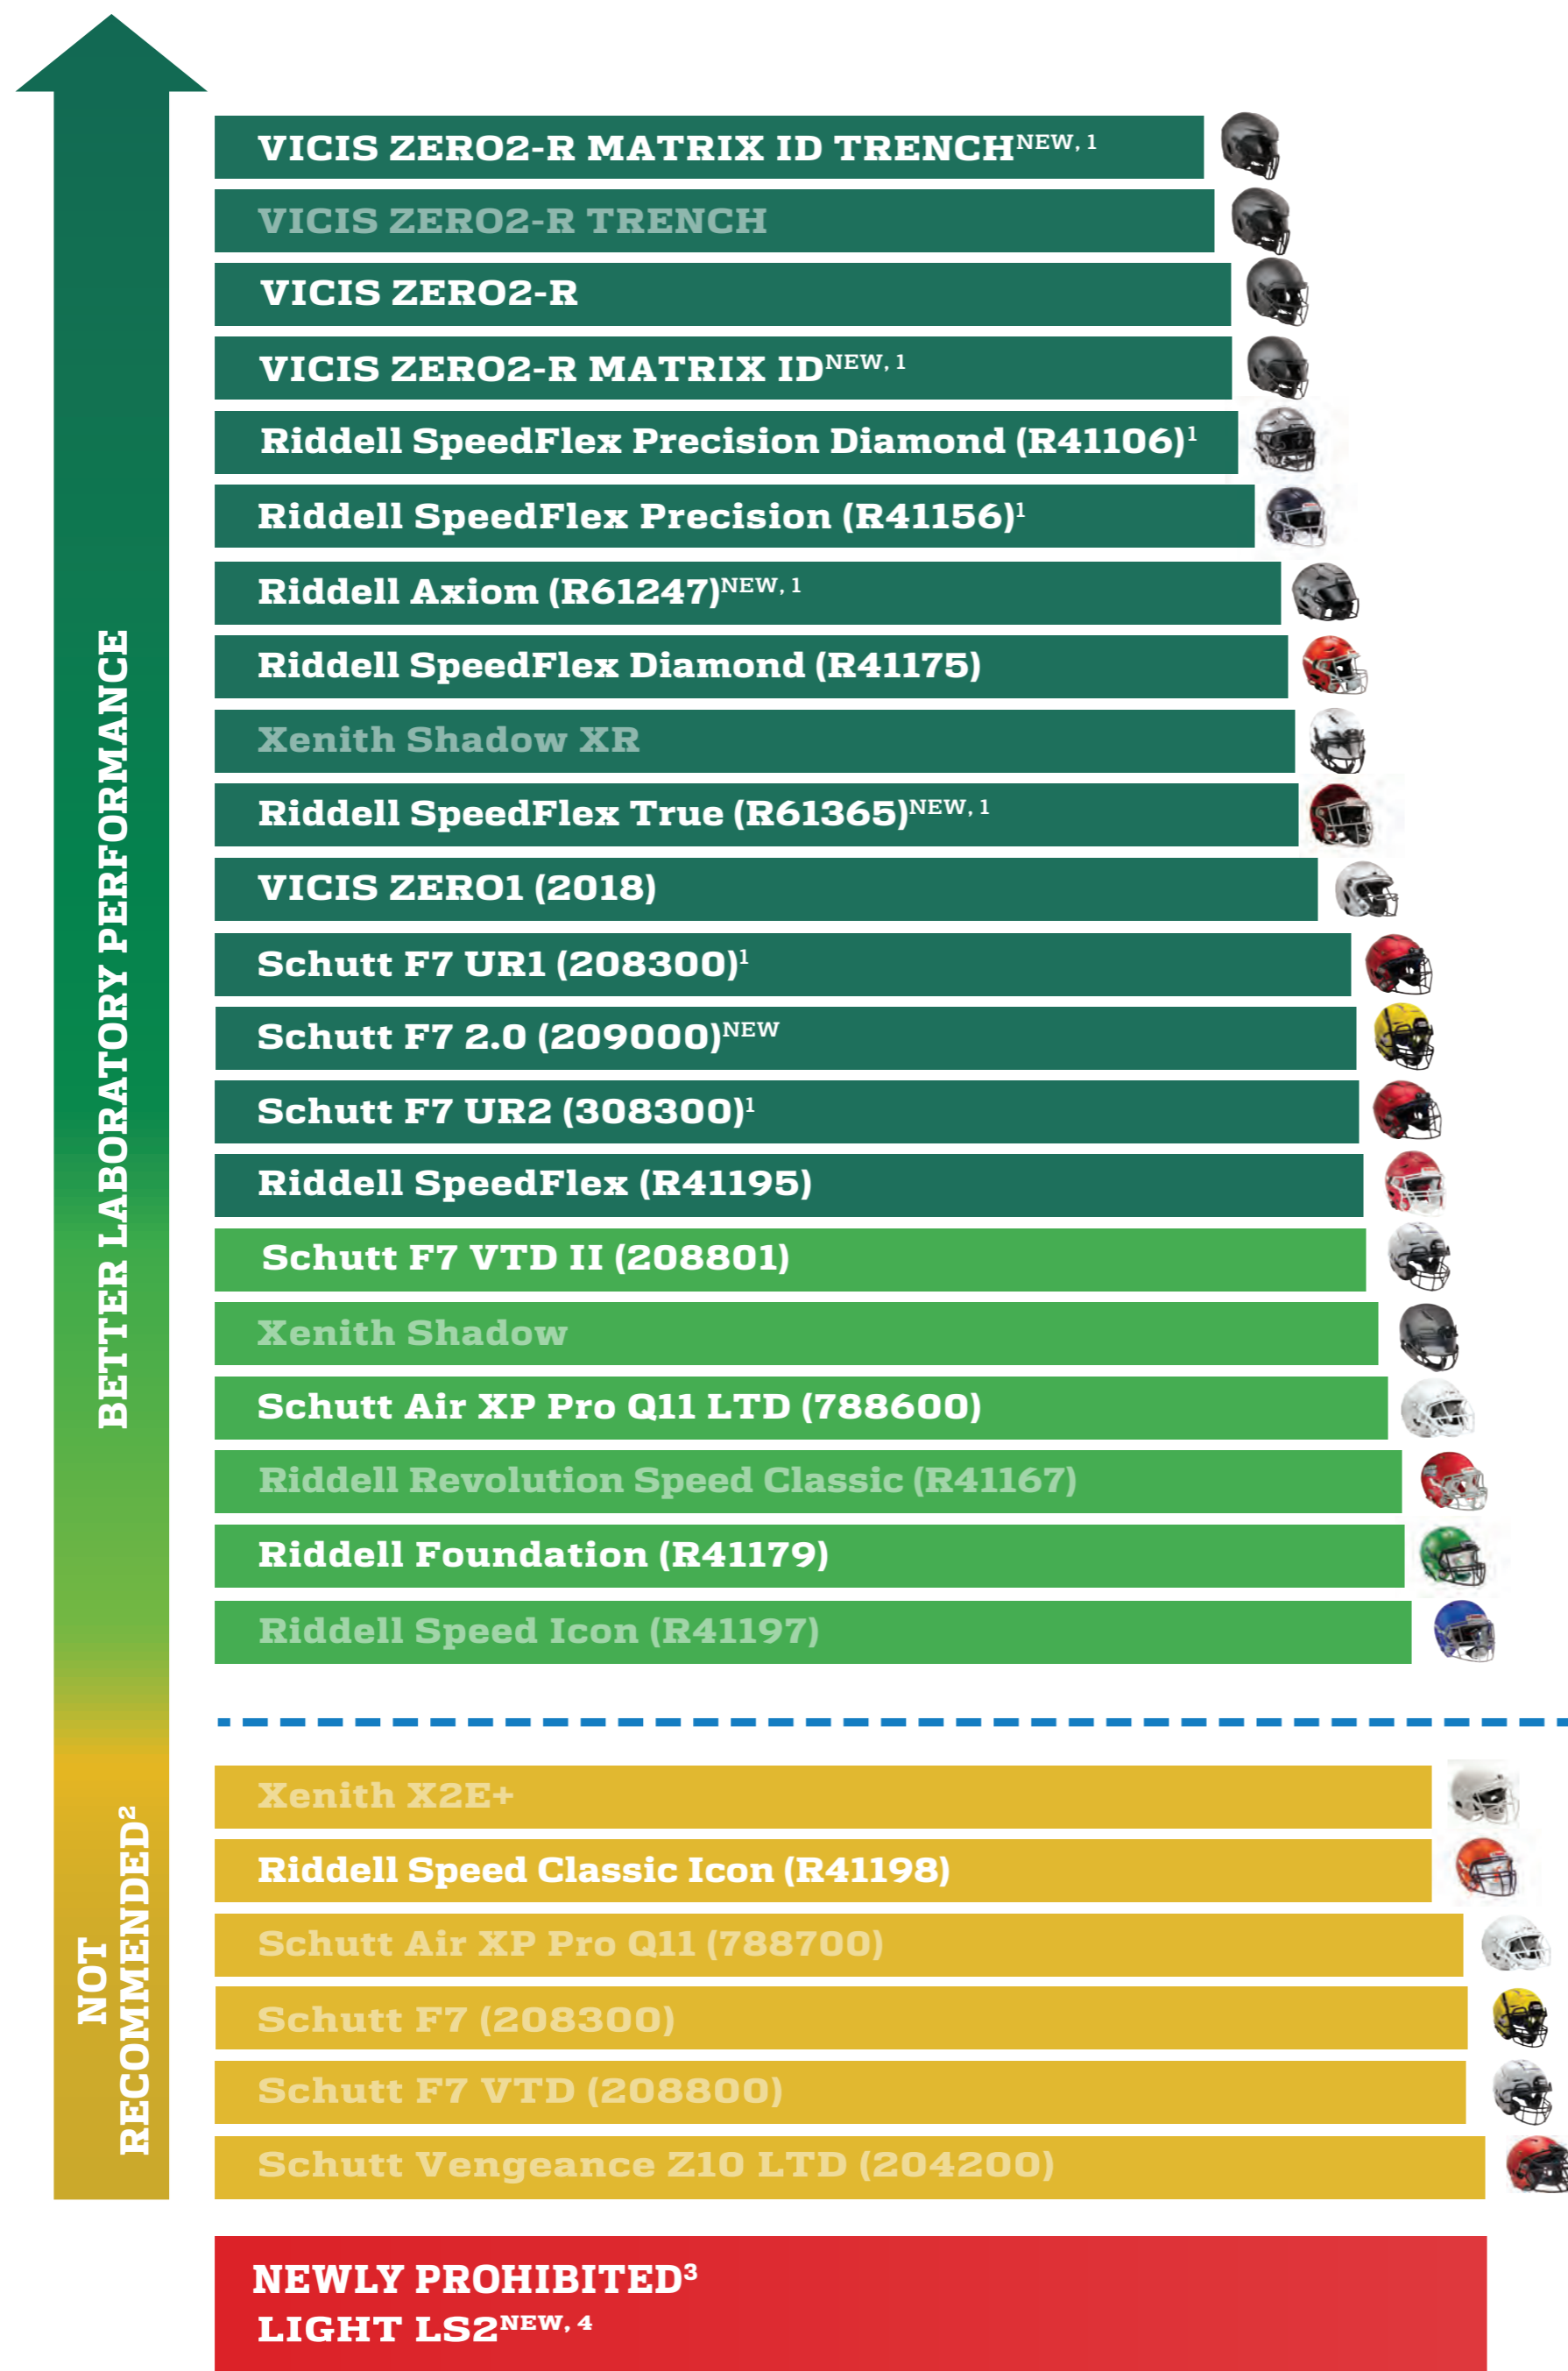 VICIS ZERO2-R MATRIX ID TRENCH NEW, 1
VICIS ZERO2-R TRENCH
VICIS ZERO2-R
VICIS ZERO2-R MATRIX ID NEW, 1
Riddell SpeedFlex Precision Diamond (R41106)1
Riddell SpeedFlex Precision (R41156)1
Riddell Axiom (R61247) NEW, 1
Riddell SpeedFlex Diamond (R41175)
Xenith Shadow XR
Riddell SpeedFlex True (R61365) NEW, 1
VICIS ZERO1 (2018)
Schutt F7 UR1 (208300)1
Schutt F7 2.0 (209000) NEW
Schutt F7 UR2 (308300)1
Riddell SpeedFlex (R41195)
Schutt F7 VTD II (208801)
Xenith Shadow
Schutt Air XP Pro Q11 LTD (788600)
Riddell Revolution Speed Classic (R41167)
Riddell Foundation (R41179)
Riddell Speed Icon (R41197)
BETTER LABORATORY PERFORMANCE
Xenith X2E+
Riddell Speed Classic Icon (R41198)
Schutt Air XP Pro Q11 (788700)
Schutt F7 (208300)
Schutt F7 VTD (208800)
Schutt Vengeance Z10 LTD (204200)
NOT
RECOMMENDED2
NEWLY PROHIBITED3
LIGHT LS2 NEW, 4